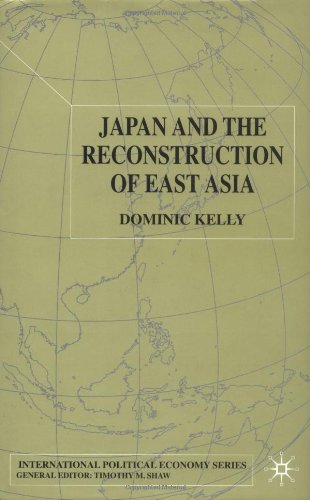 JAPAN AND THE
RECONSTRUCTION
OF EAST ASIA
DOMINIC KELLY
INTERNATIONAL POLITICAL ECONOMY SERIES
GENERAL EDITOR: TIMOTHY M. SHAW